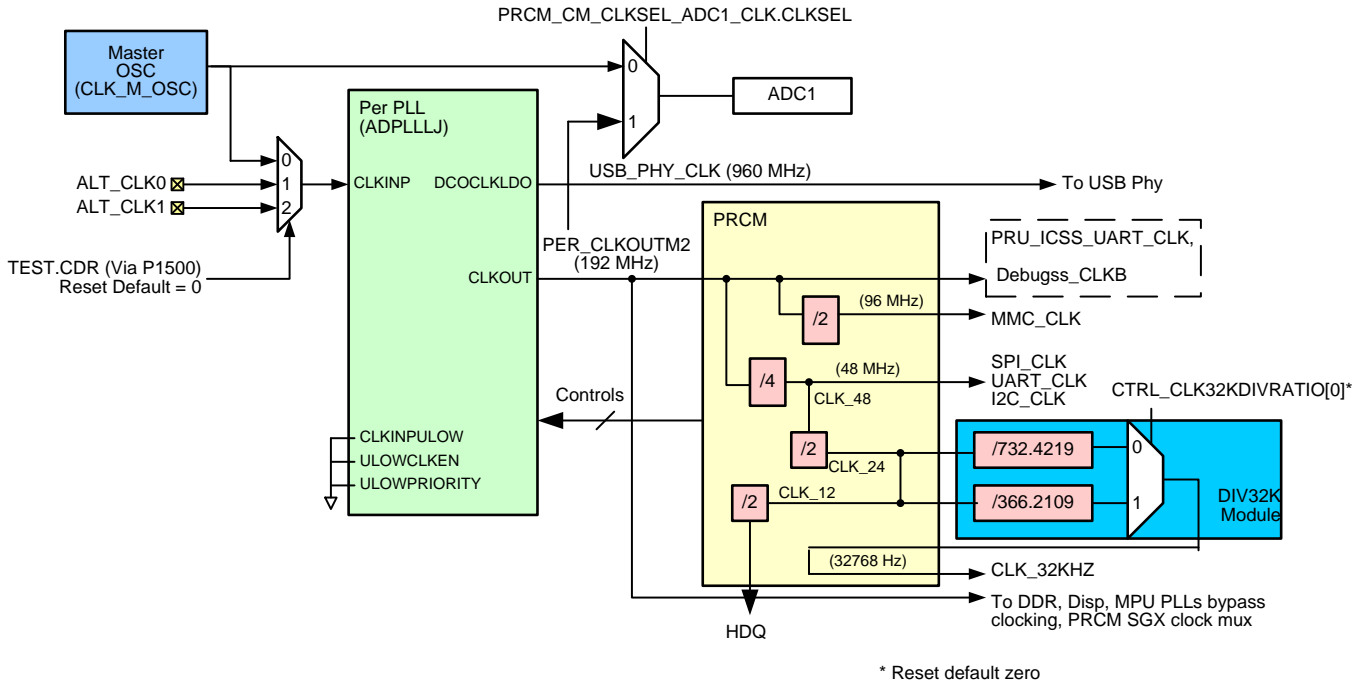 PRCM_CM_CLKSEL_ADC1_CLK.CLKSEL
Master
OSC
(CLK_M_OSC)
0
1
ADC1
Per PLL
(ADPLLLJ)
0
1
2
ALT_CLK0
ALT_CLK1
CLKINP
DCOCLKLDO
USB_PHY_CLK (960 MHz)
To USB Phy
TEST.CDR (Via P1500)
Reset Default = 0
CLKOUT
PER_CLKOUTM2
(192 MHz)
PRCM
PRU_ICSS_UART_CLK,
Debugss_CLKB
/2
(96 MHz)
MMC_CLK
/4
(48 MHz)
CLK_48
SPI_CLK
UART_CLK
I2C_CLK
CTRL_CLK32KDIVRATIO[0]*
Controls
/2
CLK_24
/732.4219
0
/2
CLK_12
/366.2109
1
DIV32K
Module
CLKINPULOW
ULOWCLKEN
ULOWPRIORITY
(32768 Hz)
CLK_32KHZ
To DDR, Disp, MPU PLLs bypass
clocking, PRCM SGX clock mux
HDQ
* Reset default zero